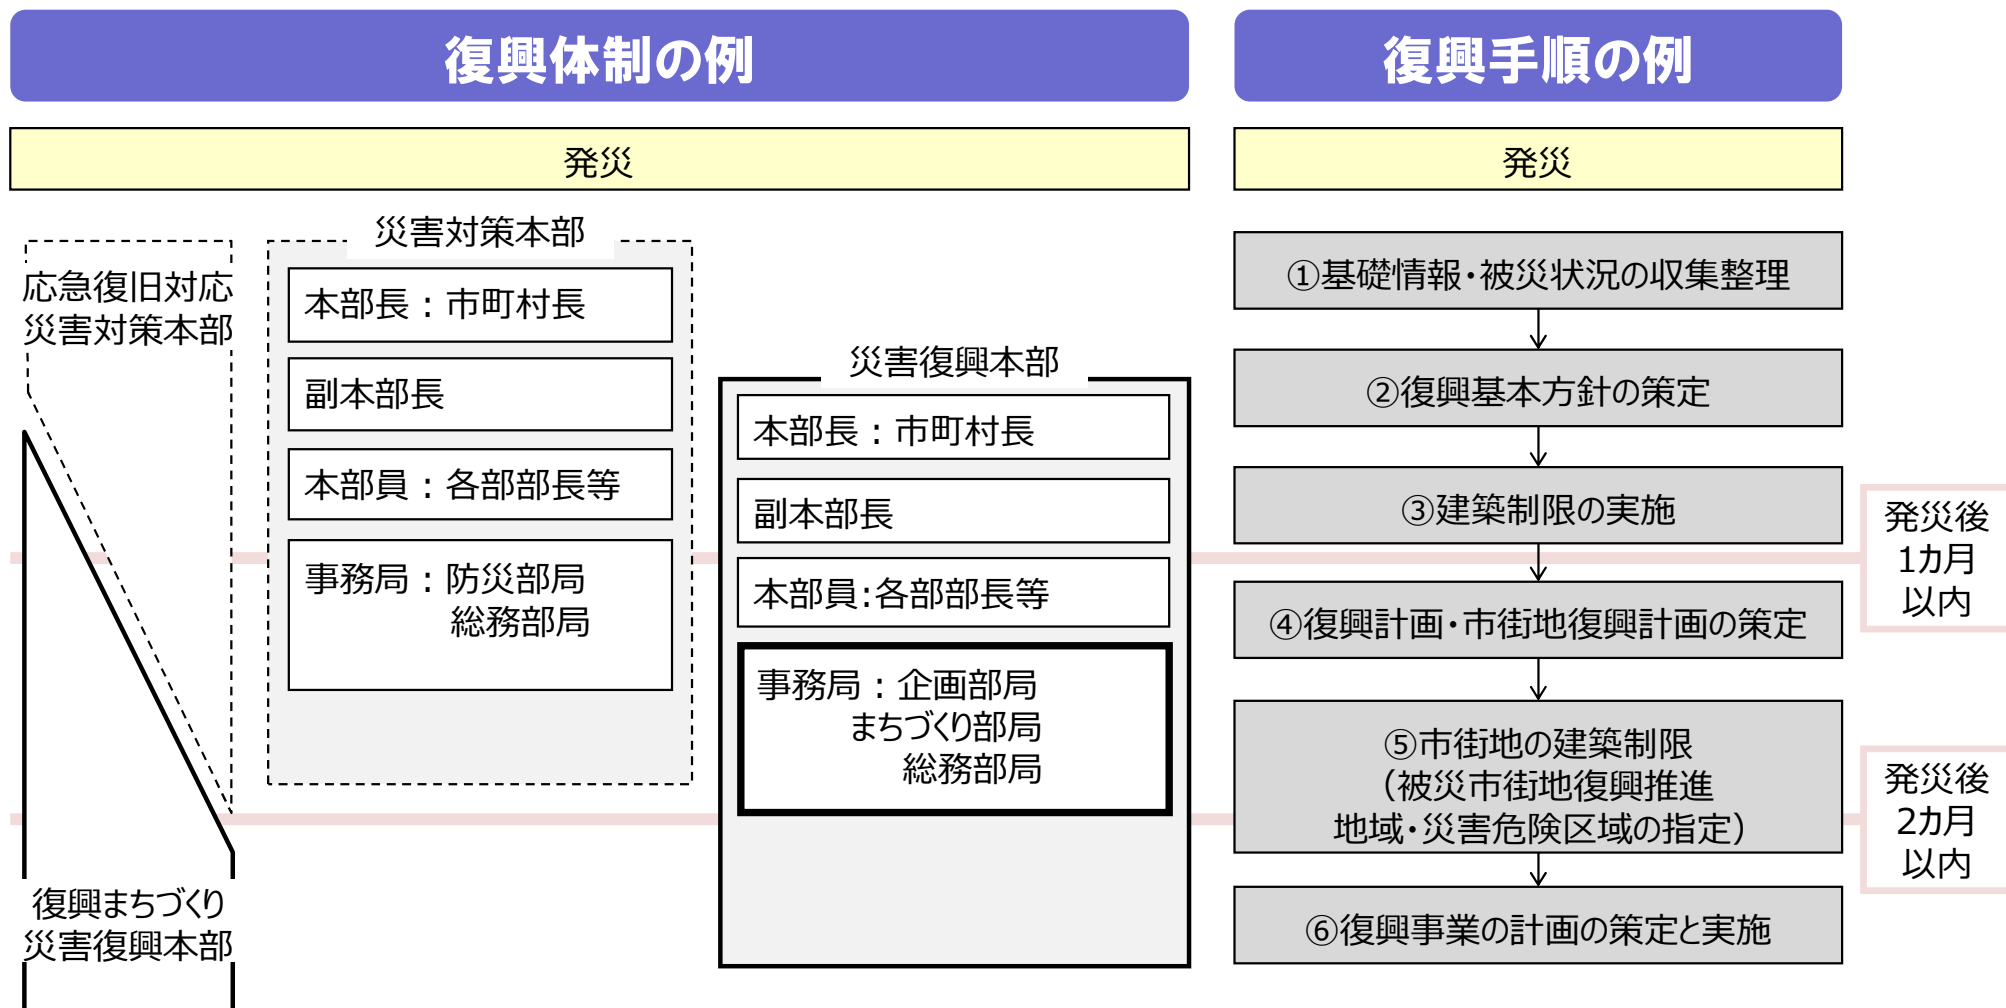 復興体制の例
発災
応急復旧対応
災害対策本部
災害対策本部
本部長：市町村長
副本部長
本部員：各部部長等
事務局：防災部局
総務部局
災害復興本部
本部長：市町村長
副本部長
本部員:各部部長等
事務局：企画部局
まちづくり部局
総務部局
復興まちづくり
災害復興本部
復興手順の例
発災
①基礎情報・被災状況の収集整理
②復興基本方針の策定
③建築制限の実施
④復興計画・市街地復興計画の策定
⑤市街地の建築制限
（被災市街地復興推進
地域・災害危険区域の指定）
⑥復興事業の計画の策定と実施
発災後
1カ月
以内
発災後
2カ月
以内